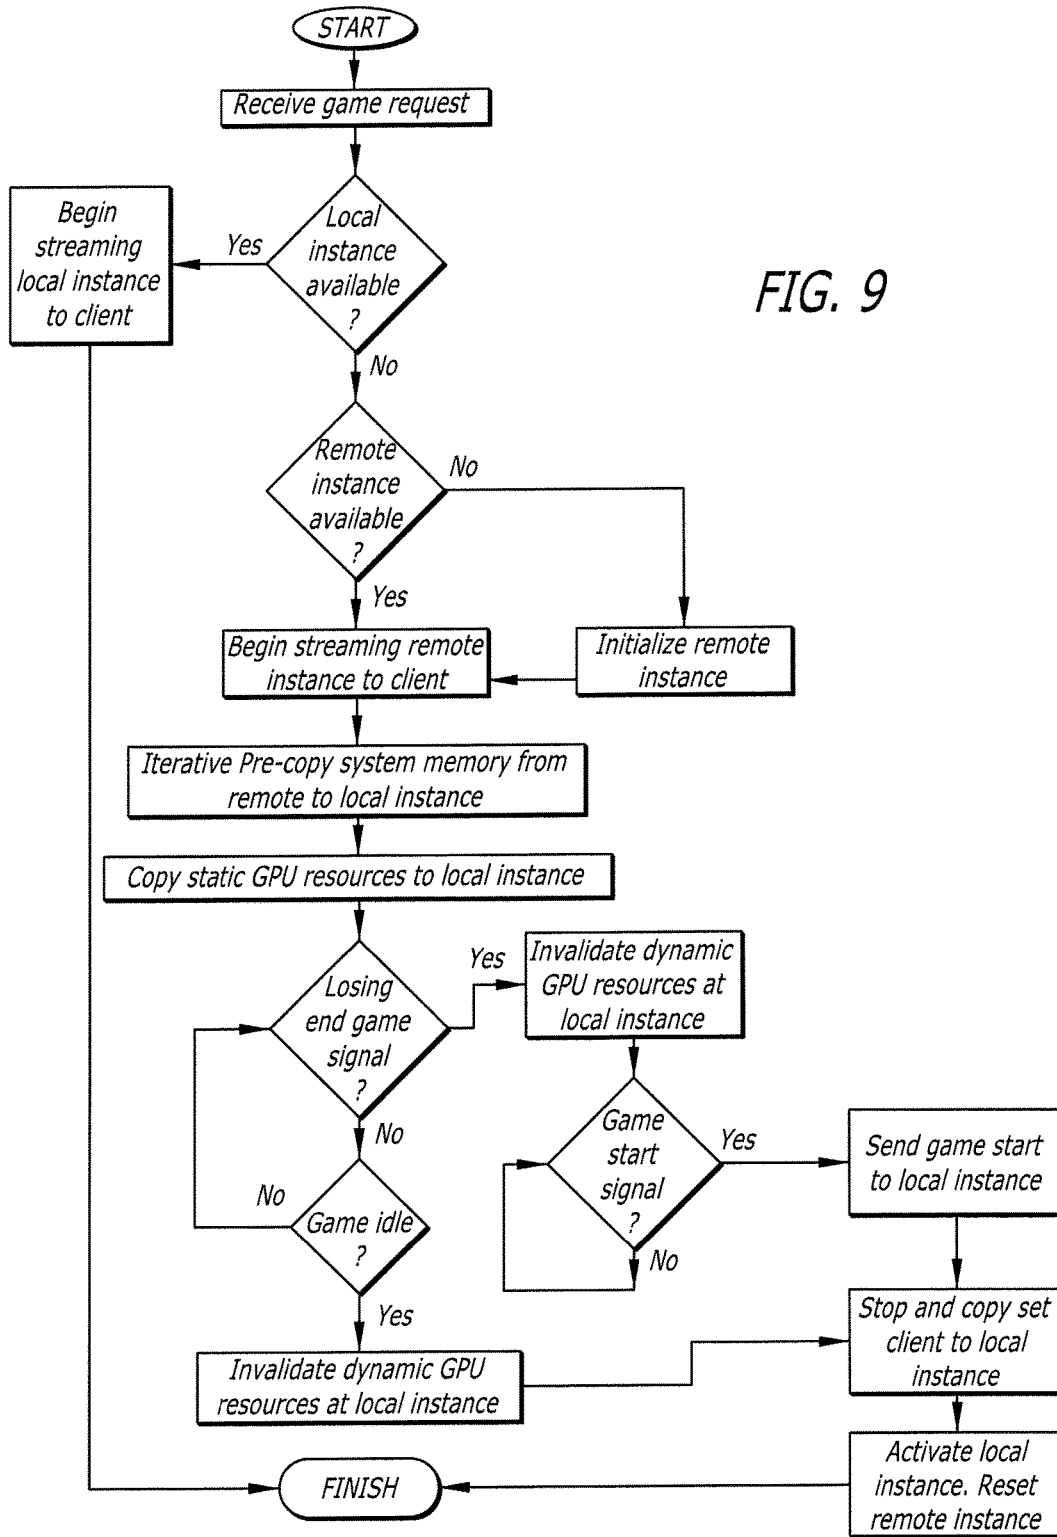 START
Receive game request
Begin
streaming
local instance
to client
Yes
Local
instance
available
?
FIG. 9
No
Remote
instance
available
?
No
Yes
Begin streaming remote
instance to client
Initialize remote
instance
Iterative Pre-copy system memory from
remote to local instance
Copy static GPU resources to local instance
Losing
end game
signal
?
Yes
Invalidate dynamic
GPU resources at
local instance
No
Game
start
signal
?
Yes
Send game start
to local instance
No
Game idle
?
No
Yes
Stop and copy set
client to local
instance
Invalidate dynamic GPU
resources at local instance
Activate local
instance. Reset
remote instance
FINISH